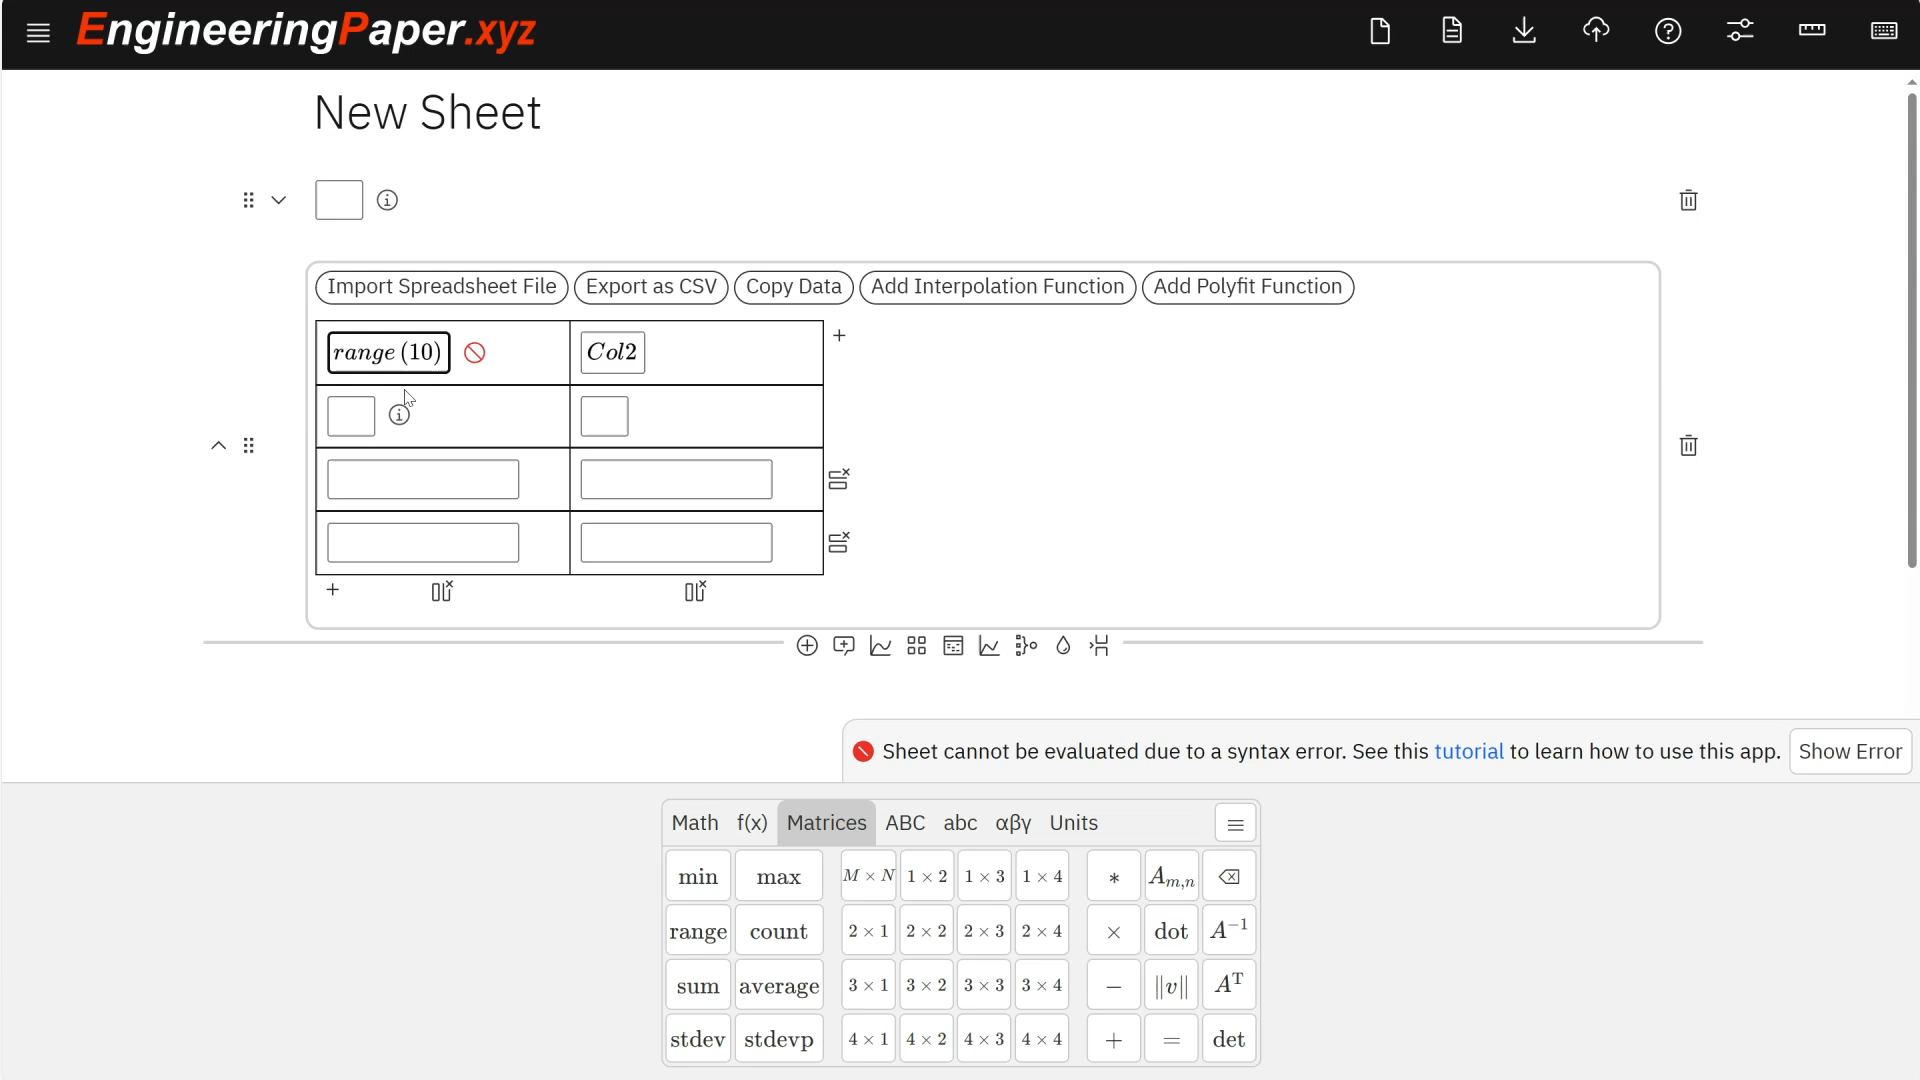 EngineeringPaper.xyz
New Sheet
Import Spreadsheet File Export as CSV Copy Data Add Interpolation Function Add Polyfit Function
range (10) Col2
Sheet cannot be evaluated due to a syntax error. See this tutorial to learn how to use this app. Show Error
Math f(x) Matrices ABC abc αβγ Units
min max M × N 1 × 2 1 × 3 1 × 4 * Aₘ,ₙ
range count 2 × 1 2 × 2 2 × 3 2 × 4 × dot A⁻¹
sum average 3 × 1 3 × 2 3 × 3 3 × 4 − ||v|| Aᵀ
stdev stdevp 4 × 1 4 × 2 4 × 3 4 × 4 + = det